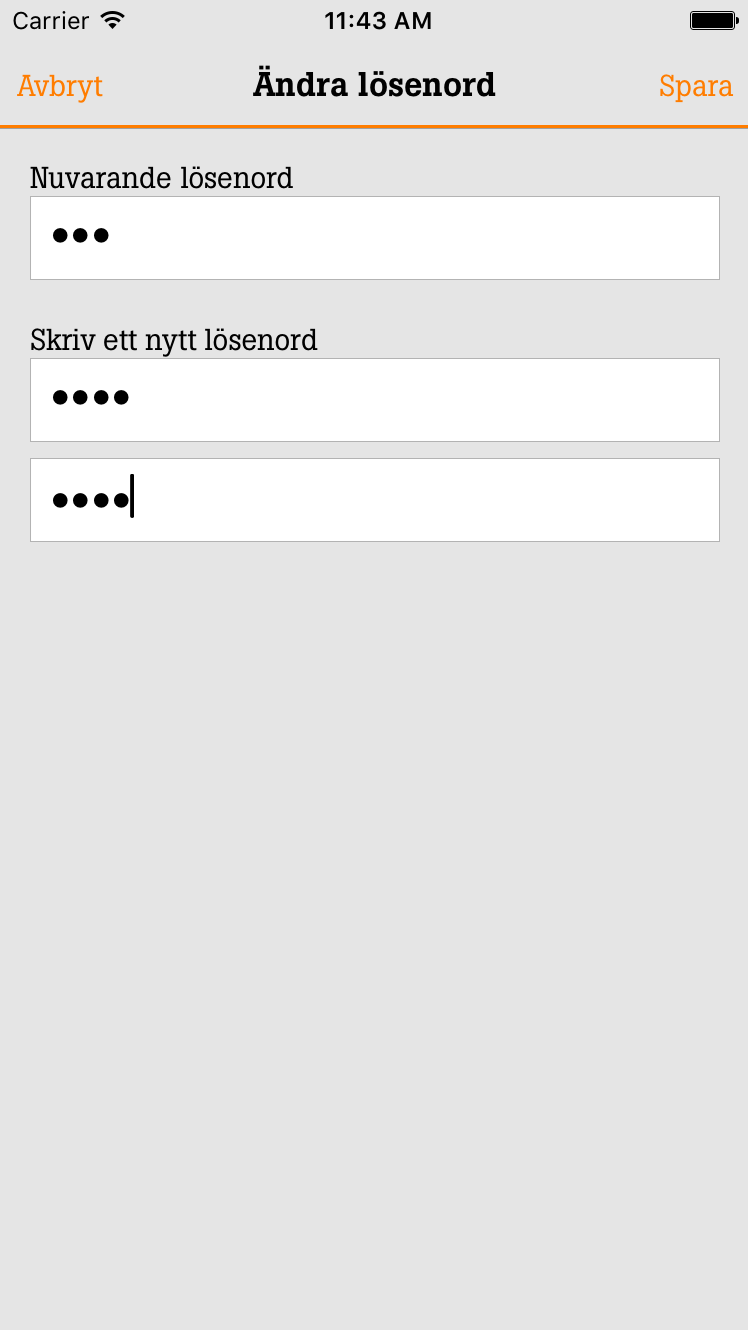 Carrier 11:43 AM
Avbryt Ändra lösenord Spara
Nuvarande lösenord
•••
Skriv ett nytt lösenord
••••
••••